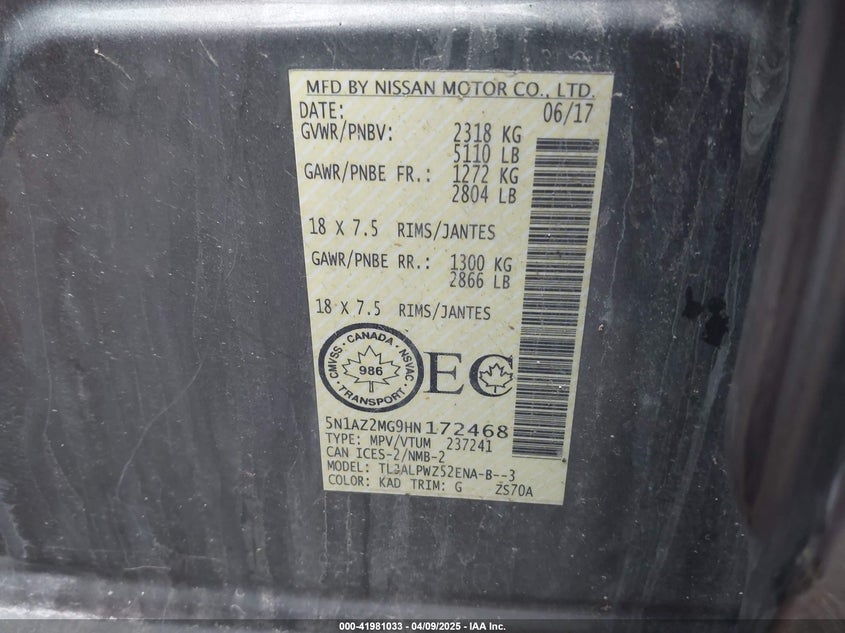 MFD BY NISSAN MOTOR CO., LTD.
DATE: 06/17
GVWR/PNBV: 2318 KG
5110 LB
GAWR/PNBE FR.: 1272 KG
2804 LB
18 X 7.5 RIMS/JANTES
GAWR/PNBE RR.: 1300 KG
2866 LB
18 X 7.5 RIMS/JANTES
CMVSS · CANADA · NSVAC
986
· TRANSPORT ·
EC
5N1AZ2MG9HN172468
TYPE: MPV/VTUM 237241
CAN ICES-2/NMB-2
MODEL: PWZ52ENA-B--3
COLOR: KAD TRIM: G ZS70A
000-41981033 - 04/09/2025 - IAA Inc.